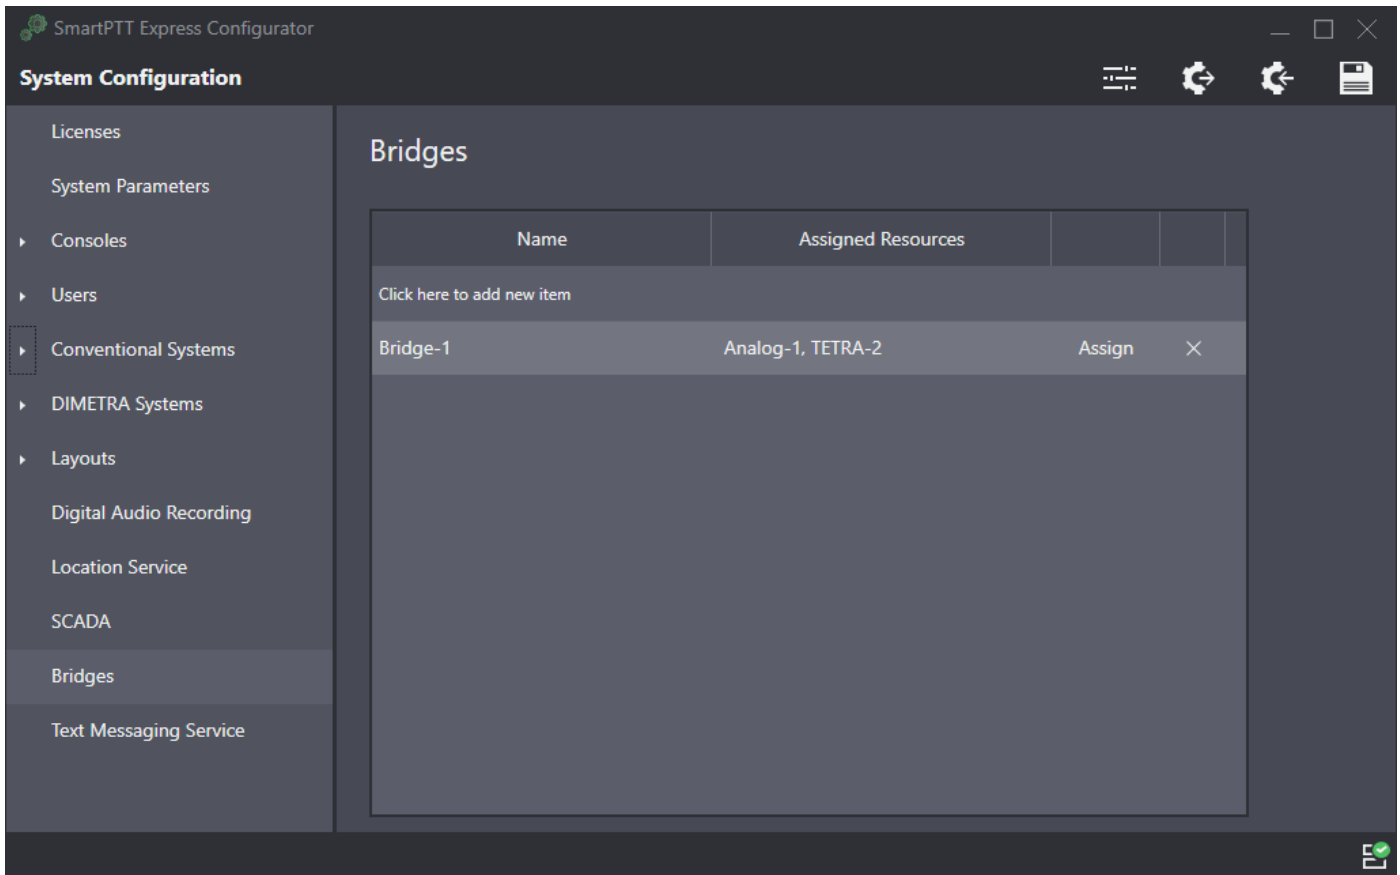 SmartPTT Express Configurator
System Configuration
Licenses
System Parameters
Consoles
Users
Conventional Systems
DIMETRA Systems
Layouts
Digital Audio Recording
Location Service
SCADA
Bridges
Text Messaging Service
Bridges
Name Assigned Resources
Click here to add new item
Bridge-1 Analog-1, TETRA-2 Assign